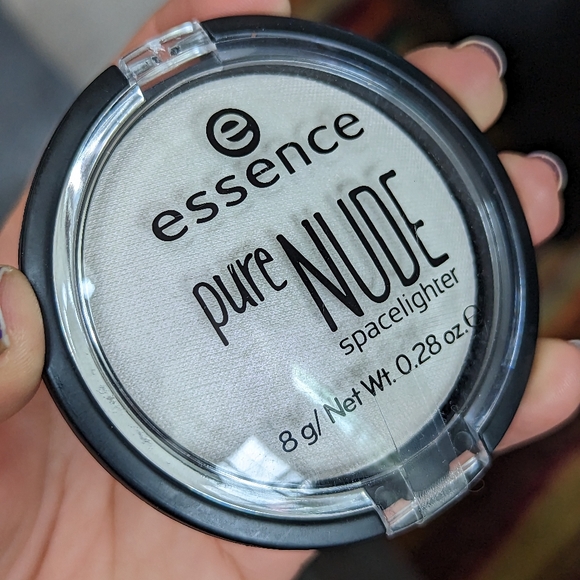 e
essence
pure NUDE
spacelighter
8 g/ Net Wt. 0.28 oz. ℮